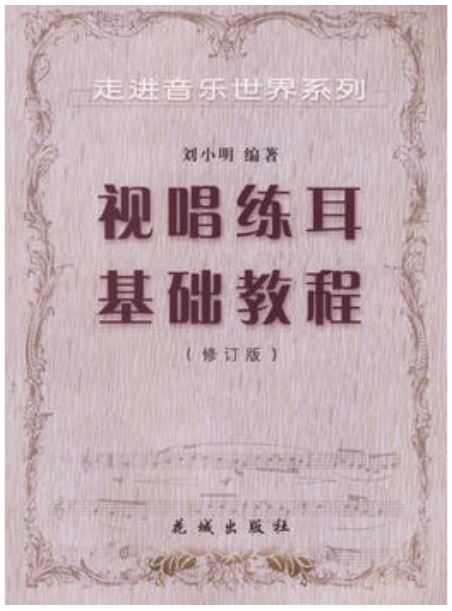 走进音乐世界系列
刘小明 编著
视唱练耳
基础教程
(修订版)
花城出版社